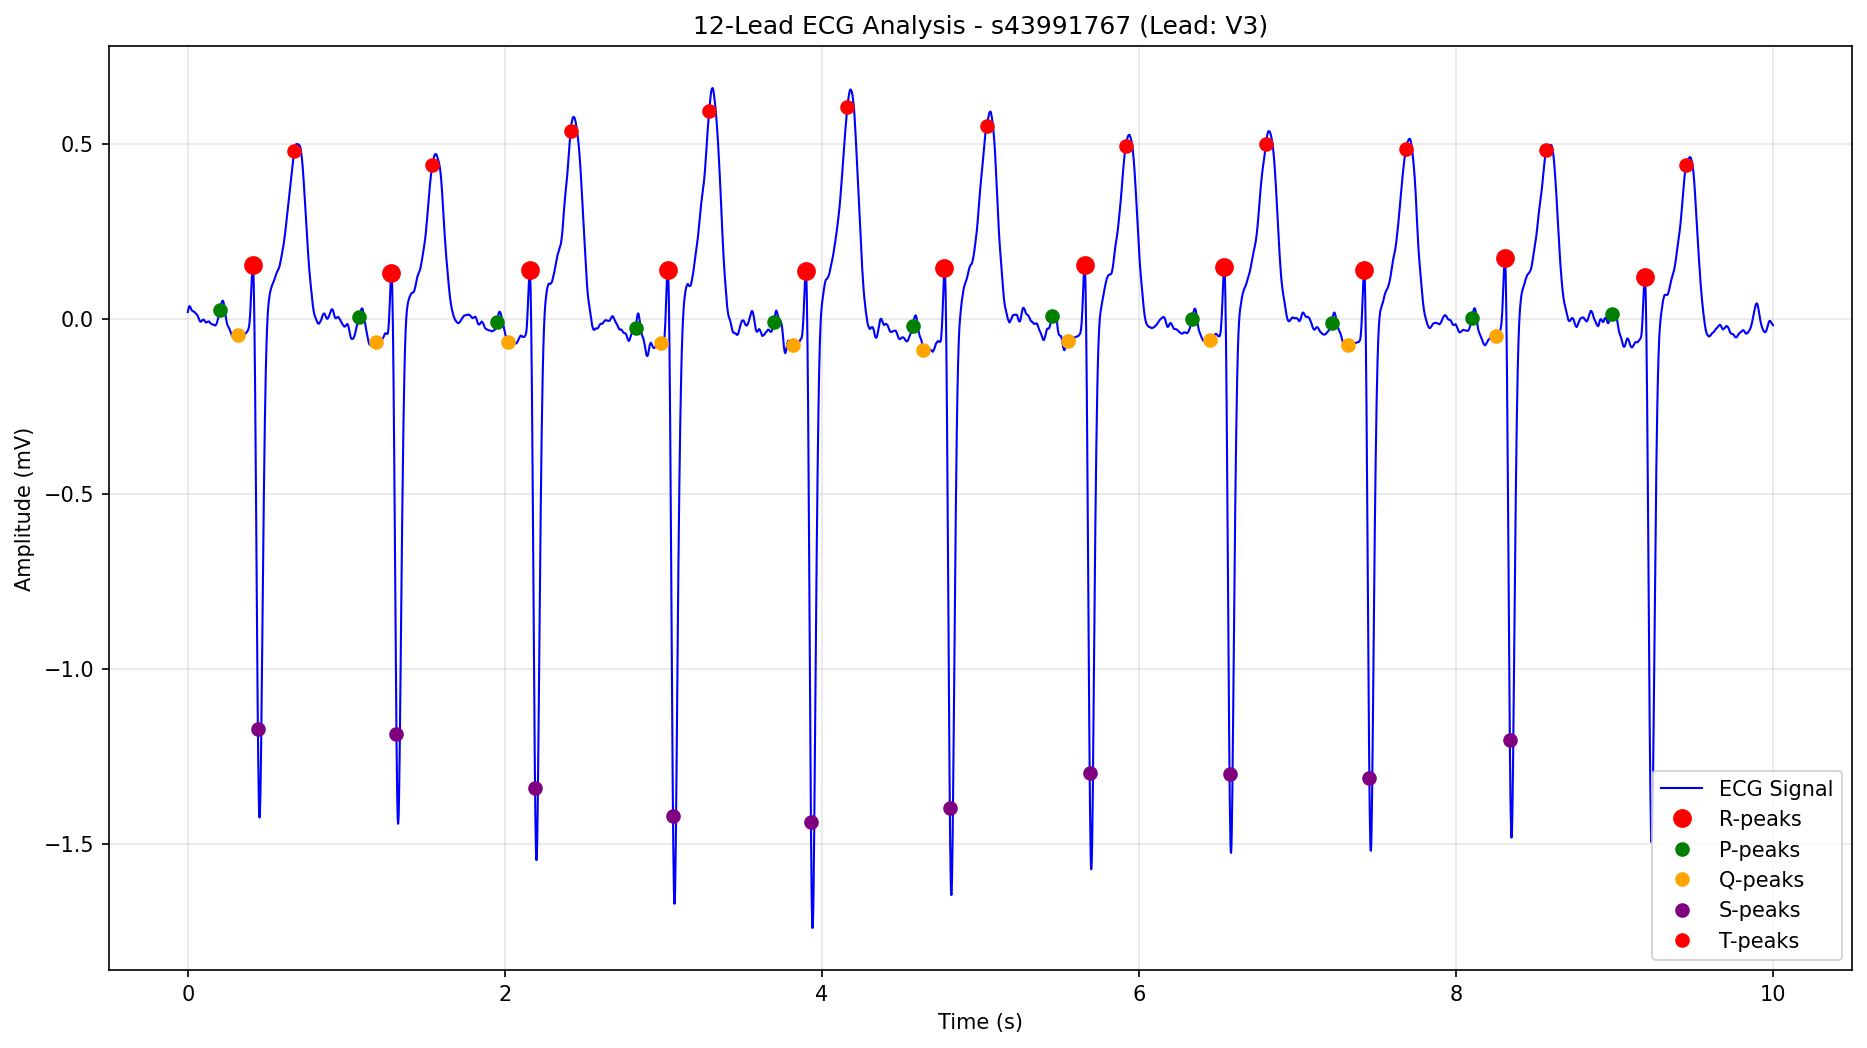 12-Lead ECG Analysis - s43991767 (Lead: V3)
Amplitude (mV)
0.5
0.0
−0.5
−1.0
−1.5
0 2 4 6 8 10
Time (s)
ECG Signal
R-peaks
P-peaks
Q-peaks
S-peaks
T-peaks